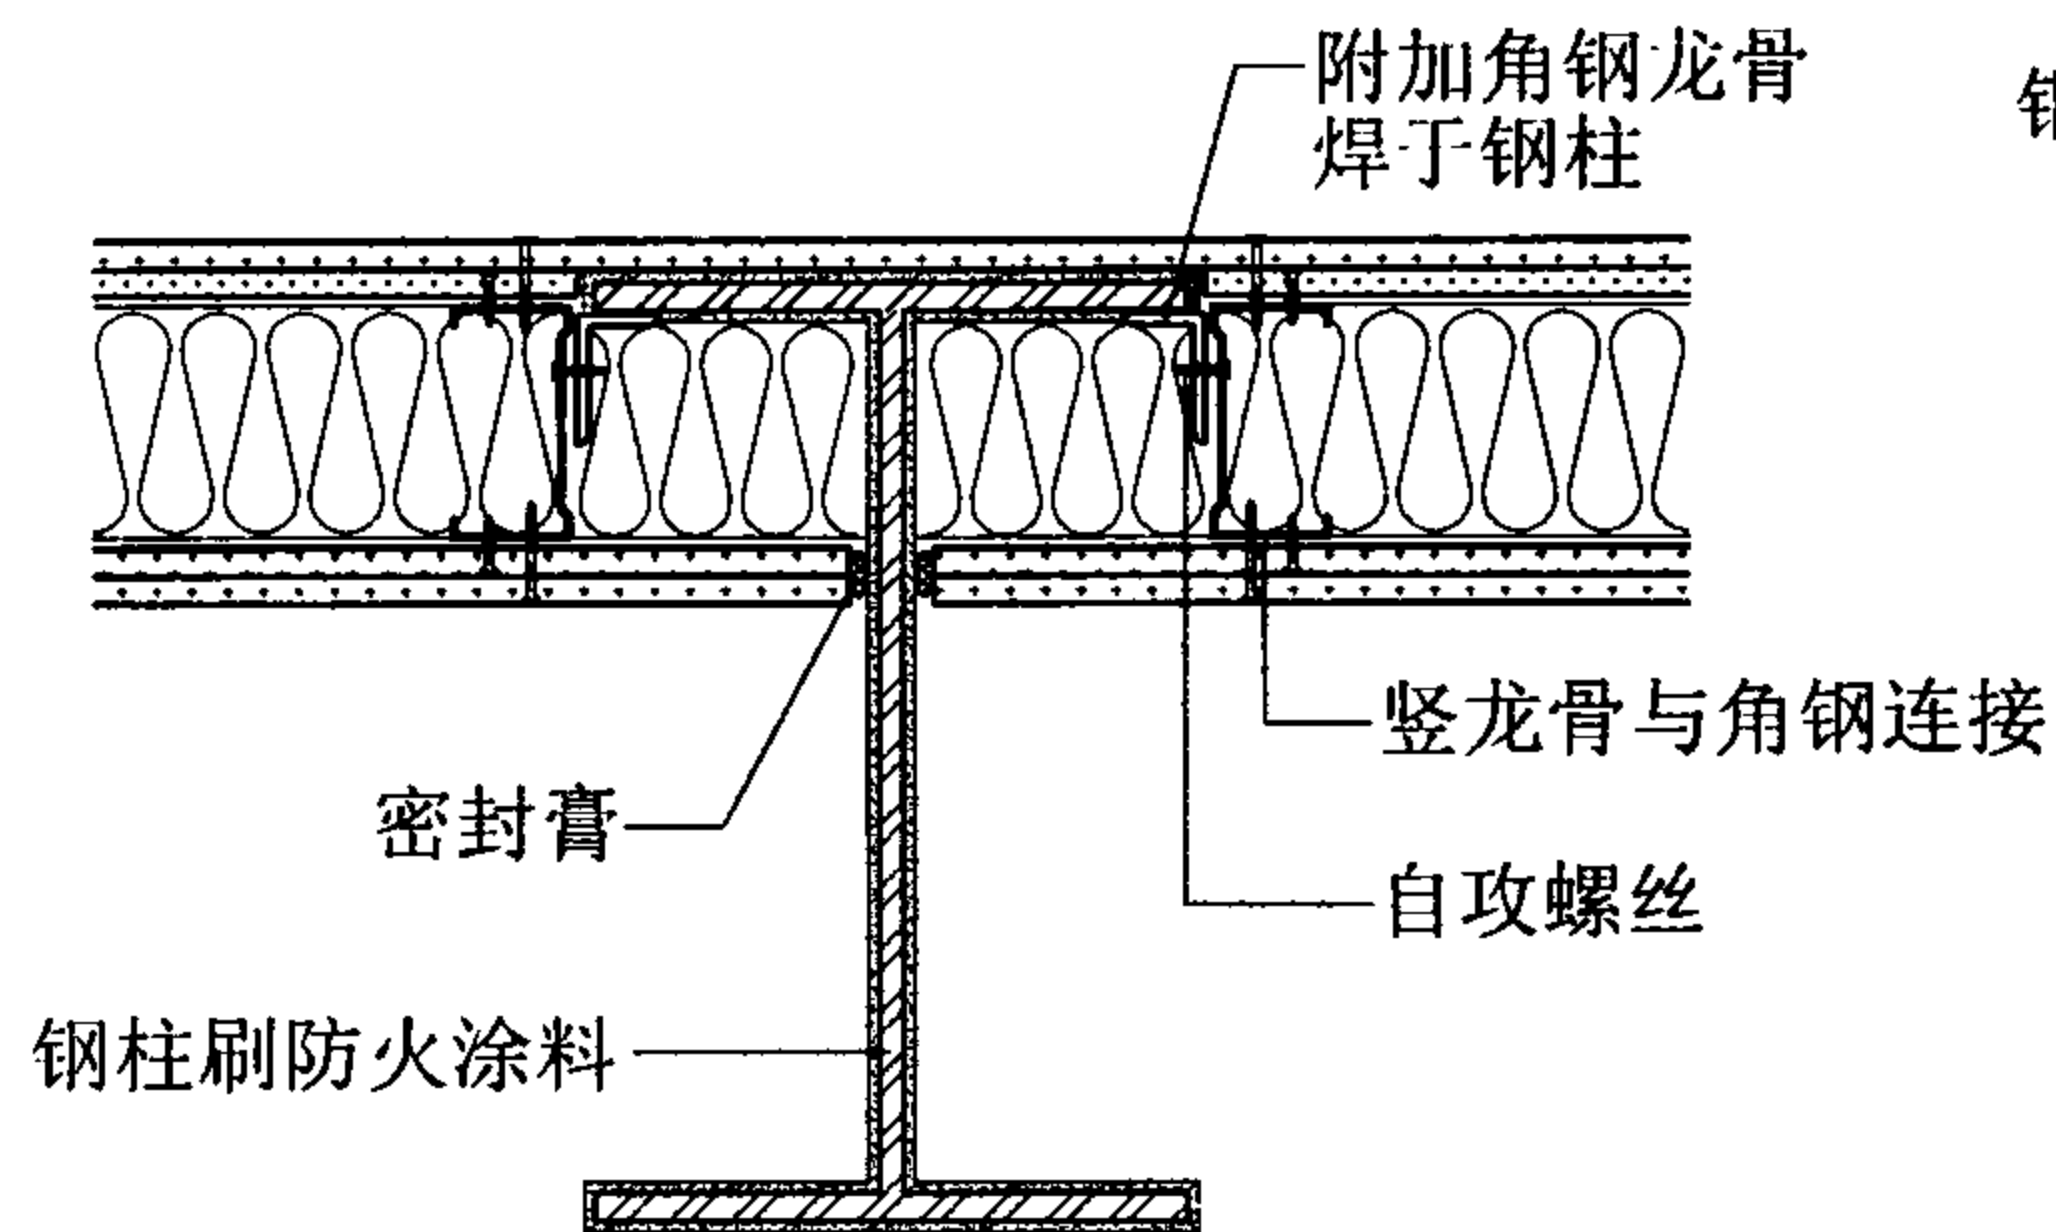 附加角钢龙骨
焊于钢柱
竖龙骨与角钢连接
密封膏
自攻螺丝
钢柱刷防火涂料